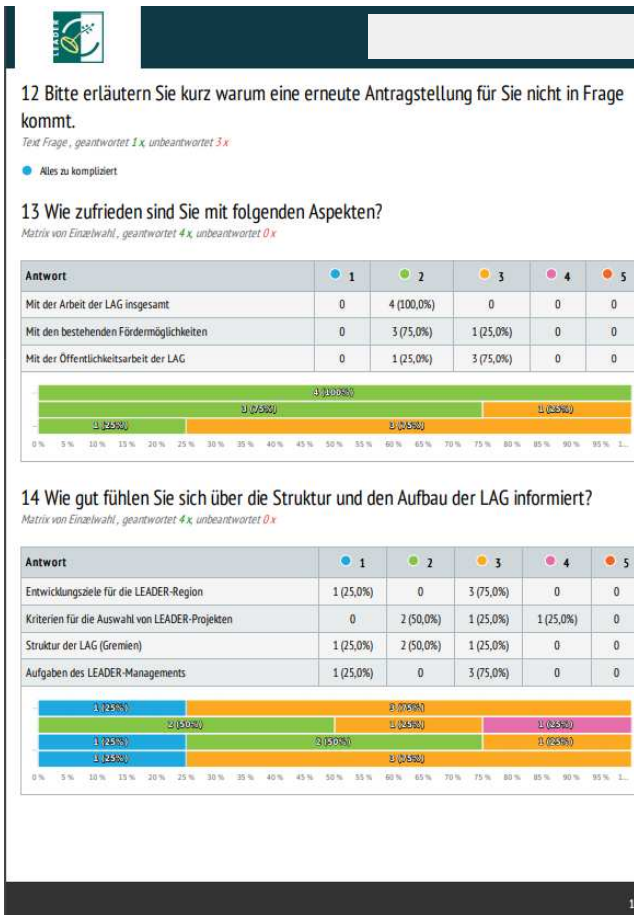 LEADER
12 Bitte erläutern Sie kurz warum eine erneute Antragstellung für Sie nicht in Frage
kommt.
Text Frage , geantwortet 1 x, unbeantwortet 3 x
Alles zu kompliziert
13 Wie zufrieden sind Sie mit folgenden Aspekten?
Matrix von Einzelwahl , geantwortet 4 x, unbeantwortet 0 x
Antwort 1 2 3 4 5
Mit der Arbeit der LAG insgesamt 0 4 (100,0%) 0 0 0
Mit den bestehenden Fördermöglichkeiten 0 3 (75,0%) 1 (25,0%) 0 0
Mit der Öffentlichkeitsarbeit der LAG 0 1 (25,0%) 3 (75,0%) 0 0
4 (100%)
3 (75%) 1 (25%)
1 (25%) 3 (75%)
0 % 5 % 10 % 15 % 20 % 25 % 30 % 35 % 40 % 45 % 50 % 55 % 60 % 65 % 70 % 75 % 80 % 85 % 90 % 95 % 1...
14 Wie gut fühlen Sie sich über die Struktur und den Aufbau der LAG informiert?
Matrix von Einzelwahl , geantwortet 4 x, unbeantwortet 0 x
Antwort 1 2 3 4 5
Entwicklungsziele für die LEADER-Region 1 (25,0%) 0 3 (75,0%) 0 0
Kriterien für die Auswahl von LEADER-Projekten 0 2 (50,0%) 1 (25,0%) 1 (25,0%) 0
Struktur der LAG (Gremien) 1 (25,0%) 2 (50,0%) 1 (25,0%) 0 0
Aufgaben des LEADER-Managements 1 (25,0%) 0 3 (75,0%) 0 0
1 (25%) 3 (75%)
2 (50%) 1 (25%) 1 (25%)
1 (25%) 2 (50%) 1 (25%)
1 (25%) 3 (75%)
0 % 5 % 10 % 15 % 20 % 25 % 30 % 35 % 40 % 45 % 50 % 55 % 60 % 65 % 70 % 75 % 80 % 85 % 90 % 95 % 1...